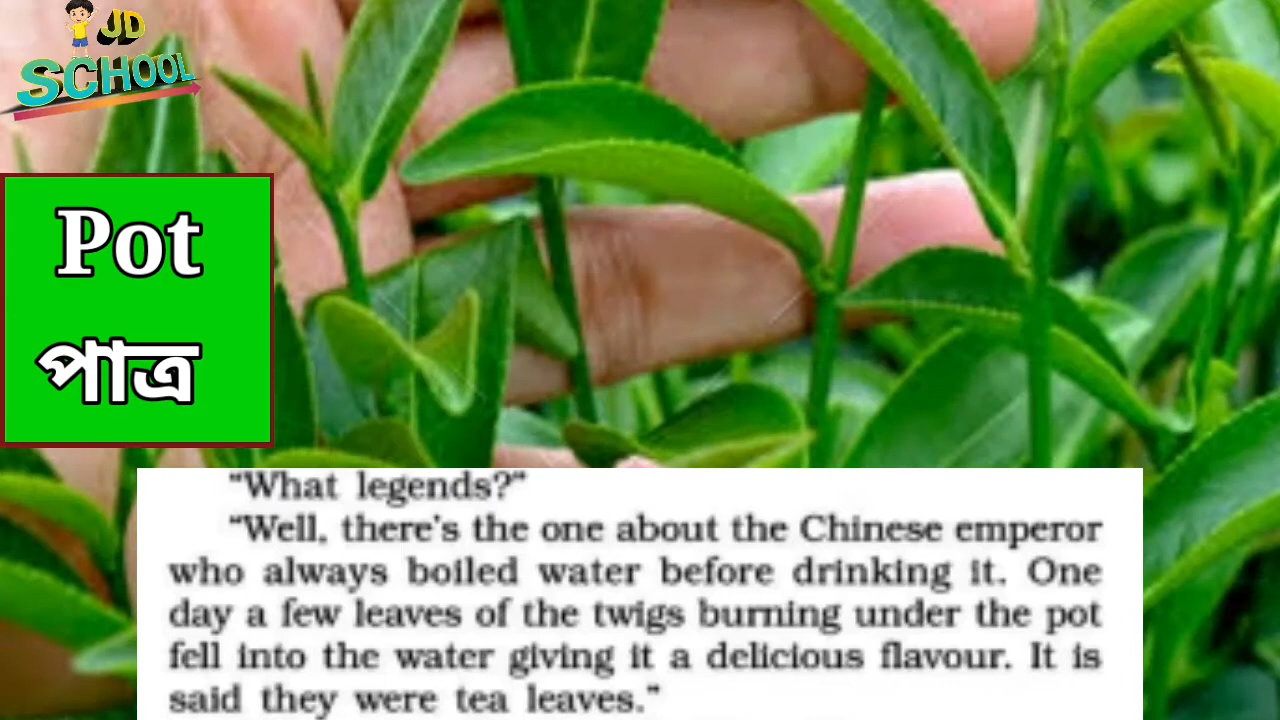 JD
SCHOOL
Pot
পাত্র
“What legends?”
“Well, there’s the one about the Chinese emperor
who always boiled water before drinking it. One
day a few leaves of the twigs burning under the pot
fell into the water giving it a delicious flavour. It is
said they were tea leaves.”